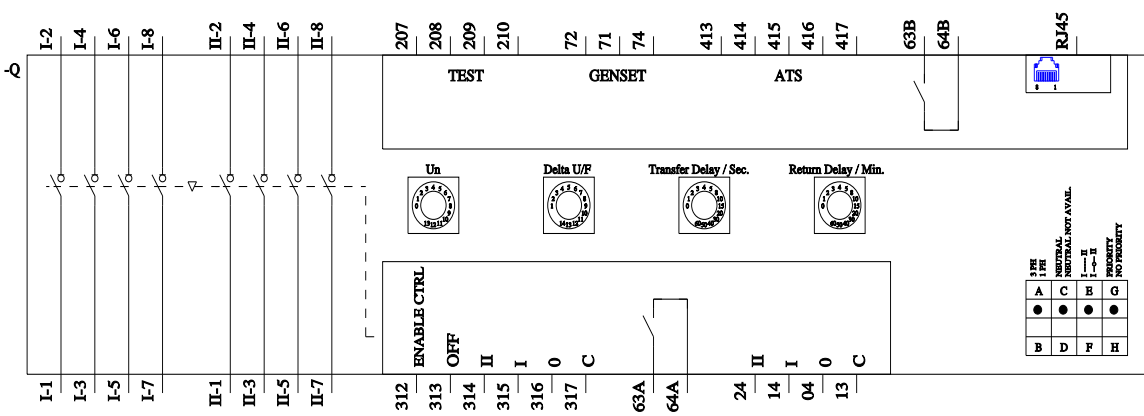 I-2 I-4 I-6 I-8 II-2 II-4 II-6 II-8 207 208 209 210 72 71 74 413 414 415 416 417 63B 64B RJ45
-Q
TEST GENSET ATS
8 1
Un Delta U/F Transfer Delay / Sec. Return Delay / Min.
3 PH
1 PH
NEUTRAL
NEUTRAL NOT AVAIL.
I — II
I -o- II
PRIORITY
NO PRIORITY
A C E G
B D F H
ENABLE CTRL OFF II I 0 C II I 0 C
I-1 I-3 I-5 I-7 II-1 II-3 II-5 II-7 312 313 314 315 316 317 63A 64A 24 14 04 13